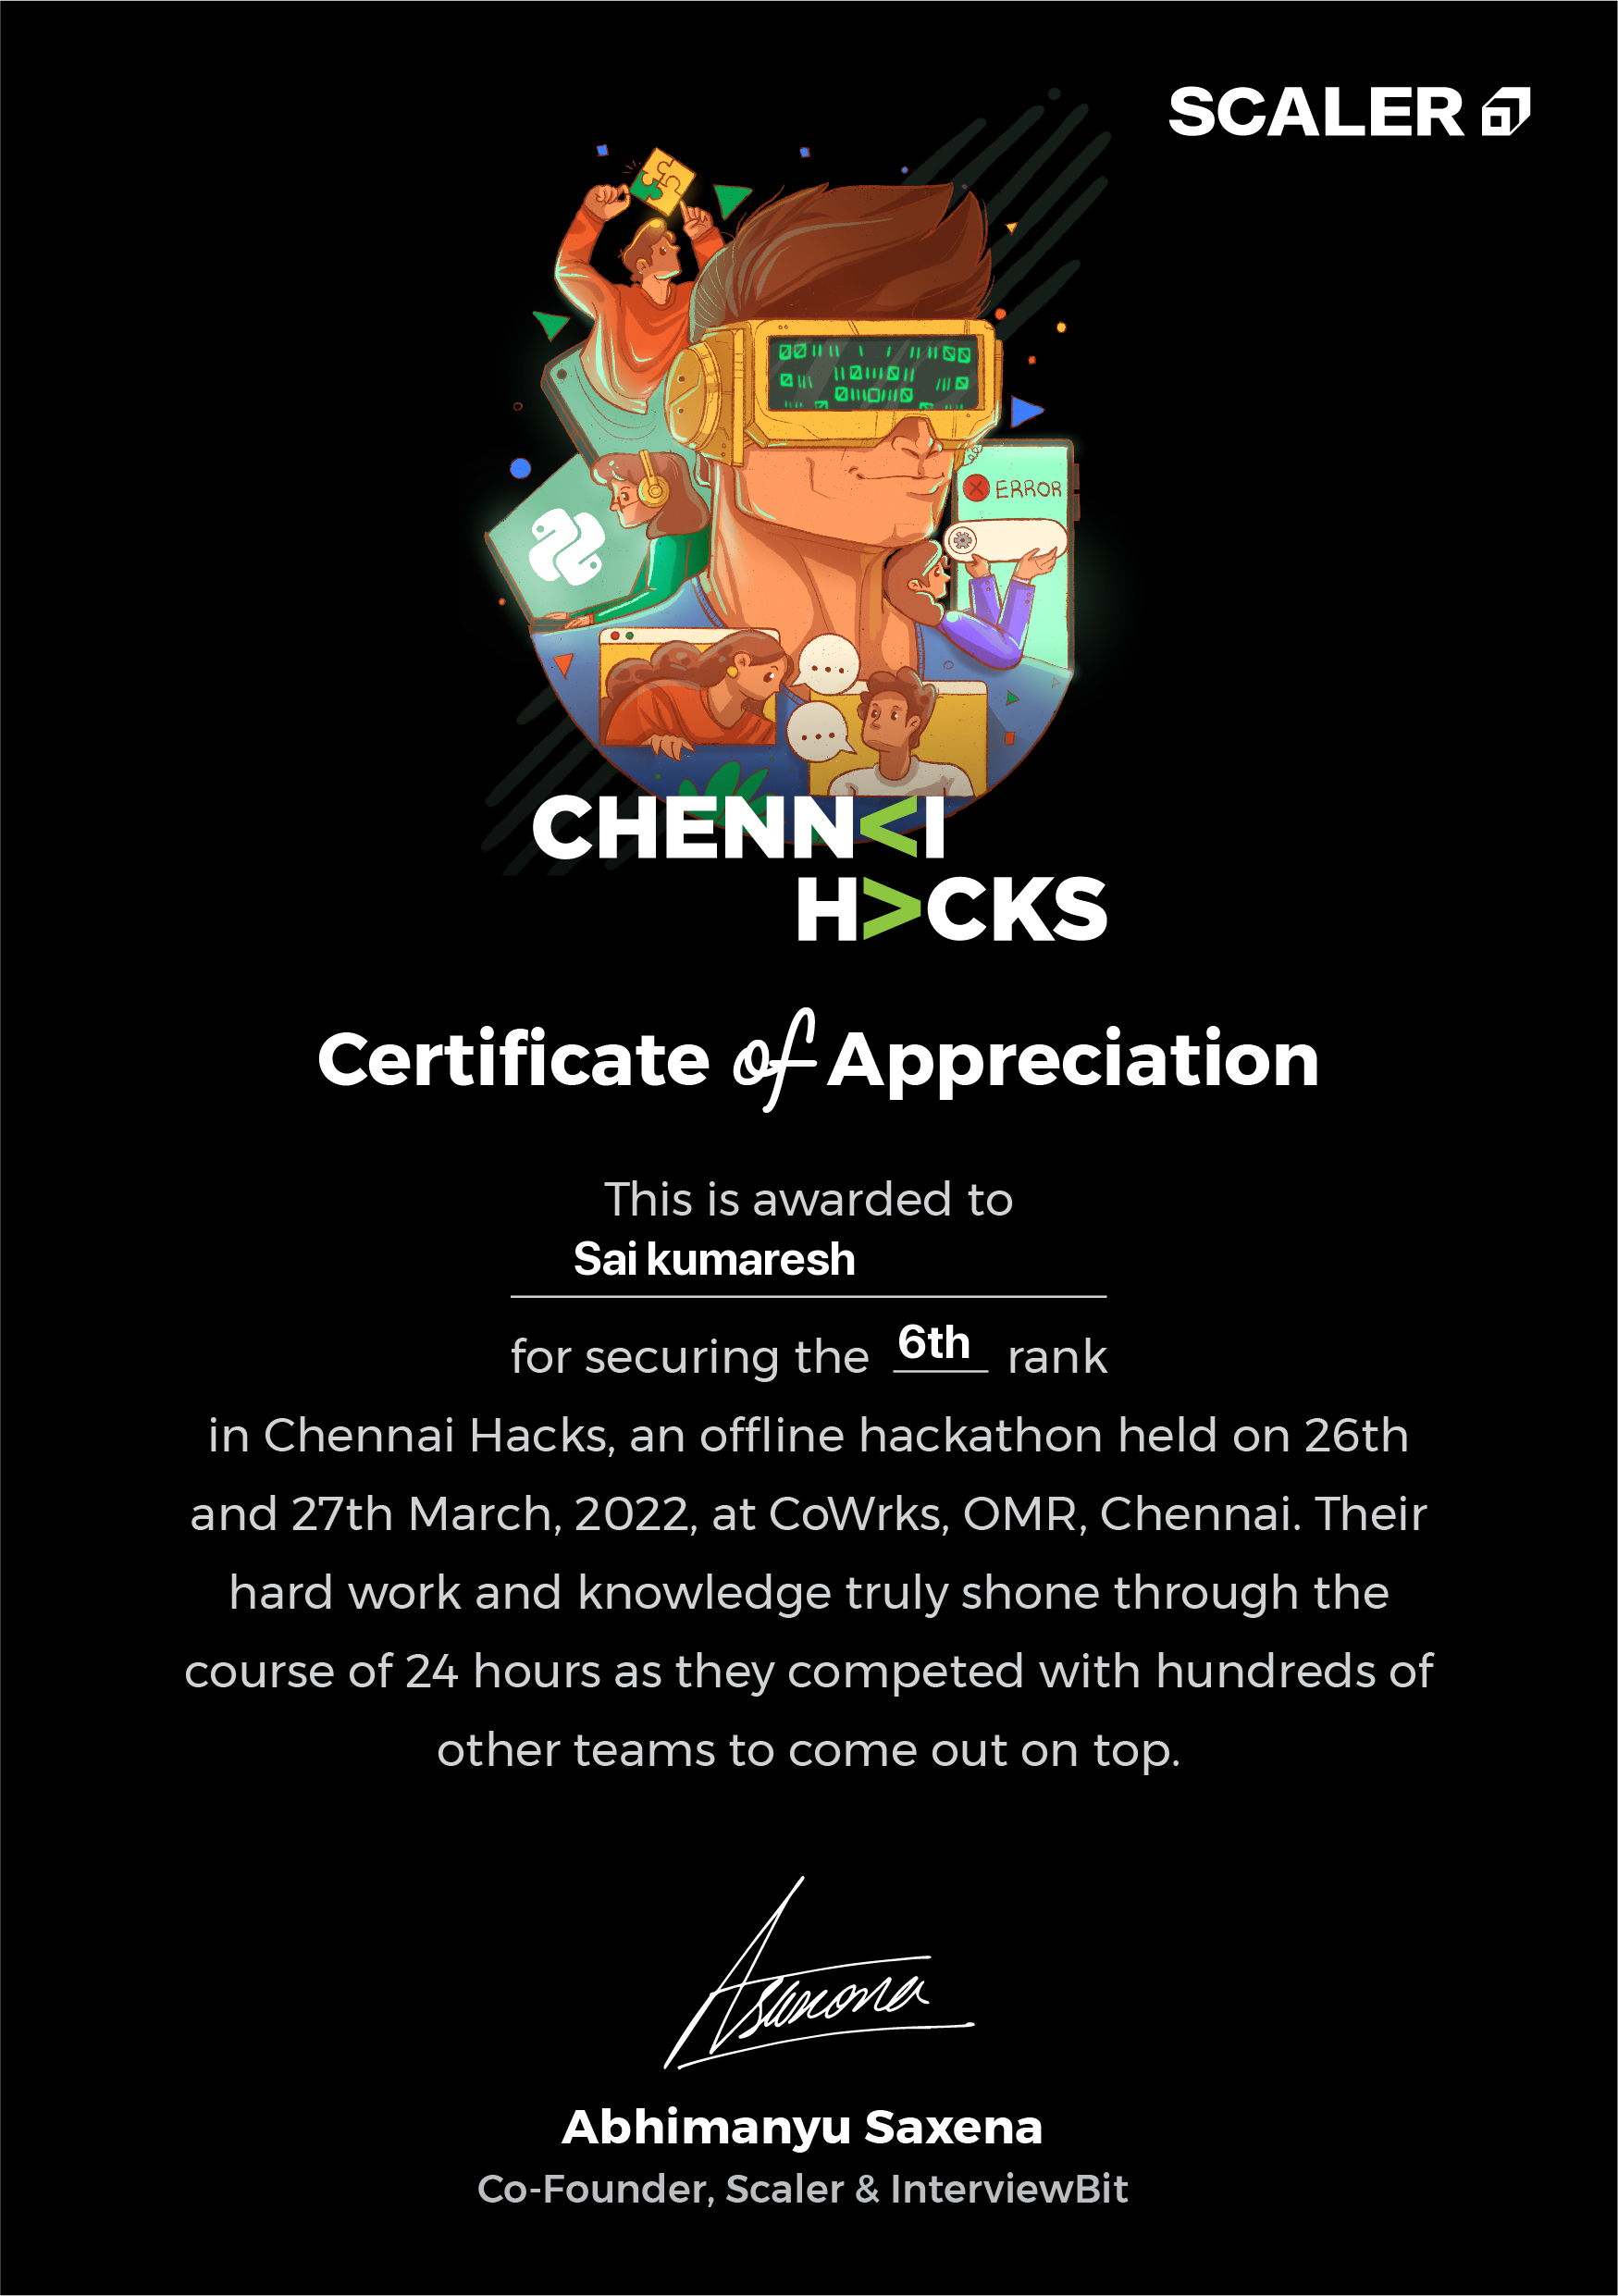 SCALER
ERROR
CHENN<I
H>CKS
Certificate of Appreciation
This is awarded to
Sai kumaresh
for securing the 6th rank
in Chennai Hacks, an offline hackathon held on 26th
and 27th March, 2022, at CoWrks, OMR, Chennai. Their
hard work and knowledge truly shone through the
course of 24 hours as they competed with hundreds of
other teams to come out on top.
Asaxena
Abhimanyu Saxena
Co-Founder, Scaler & InterviewBit